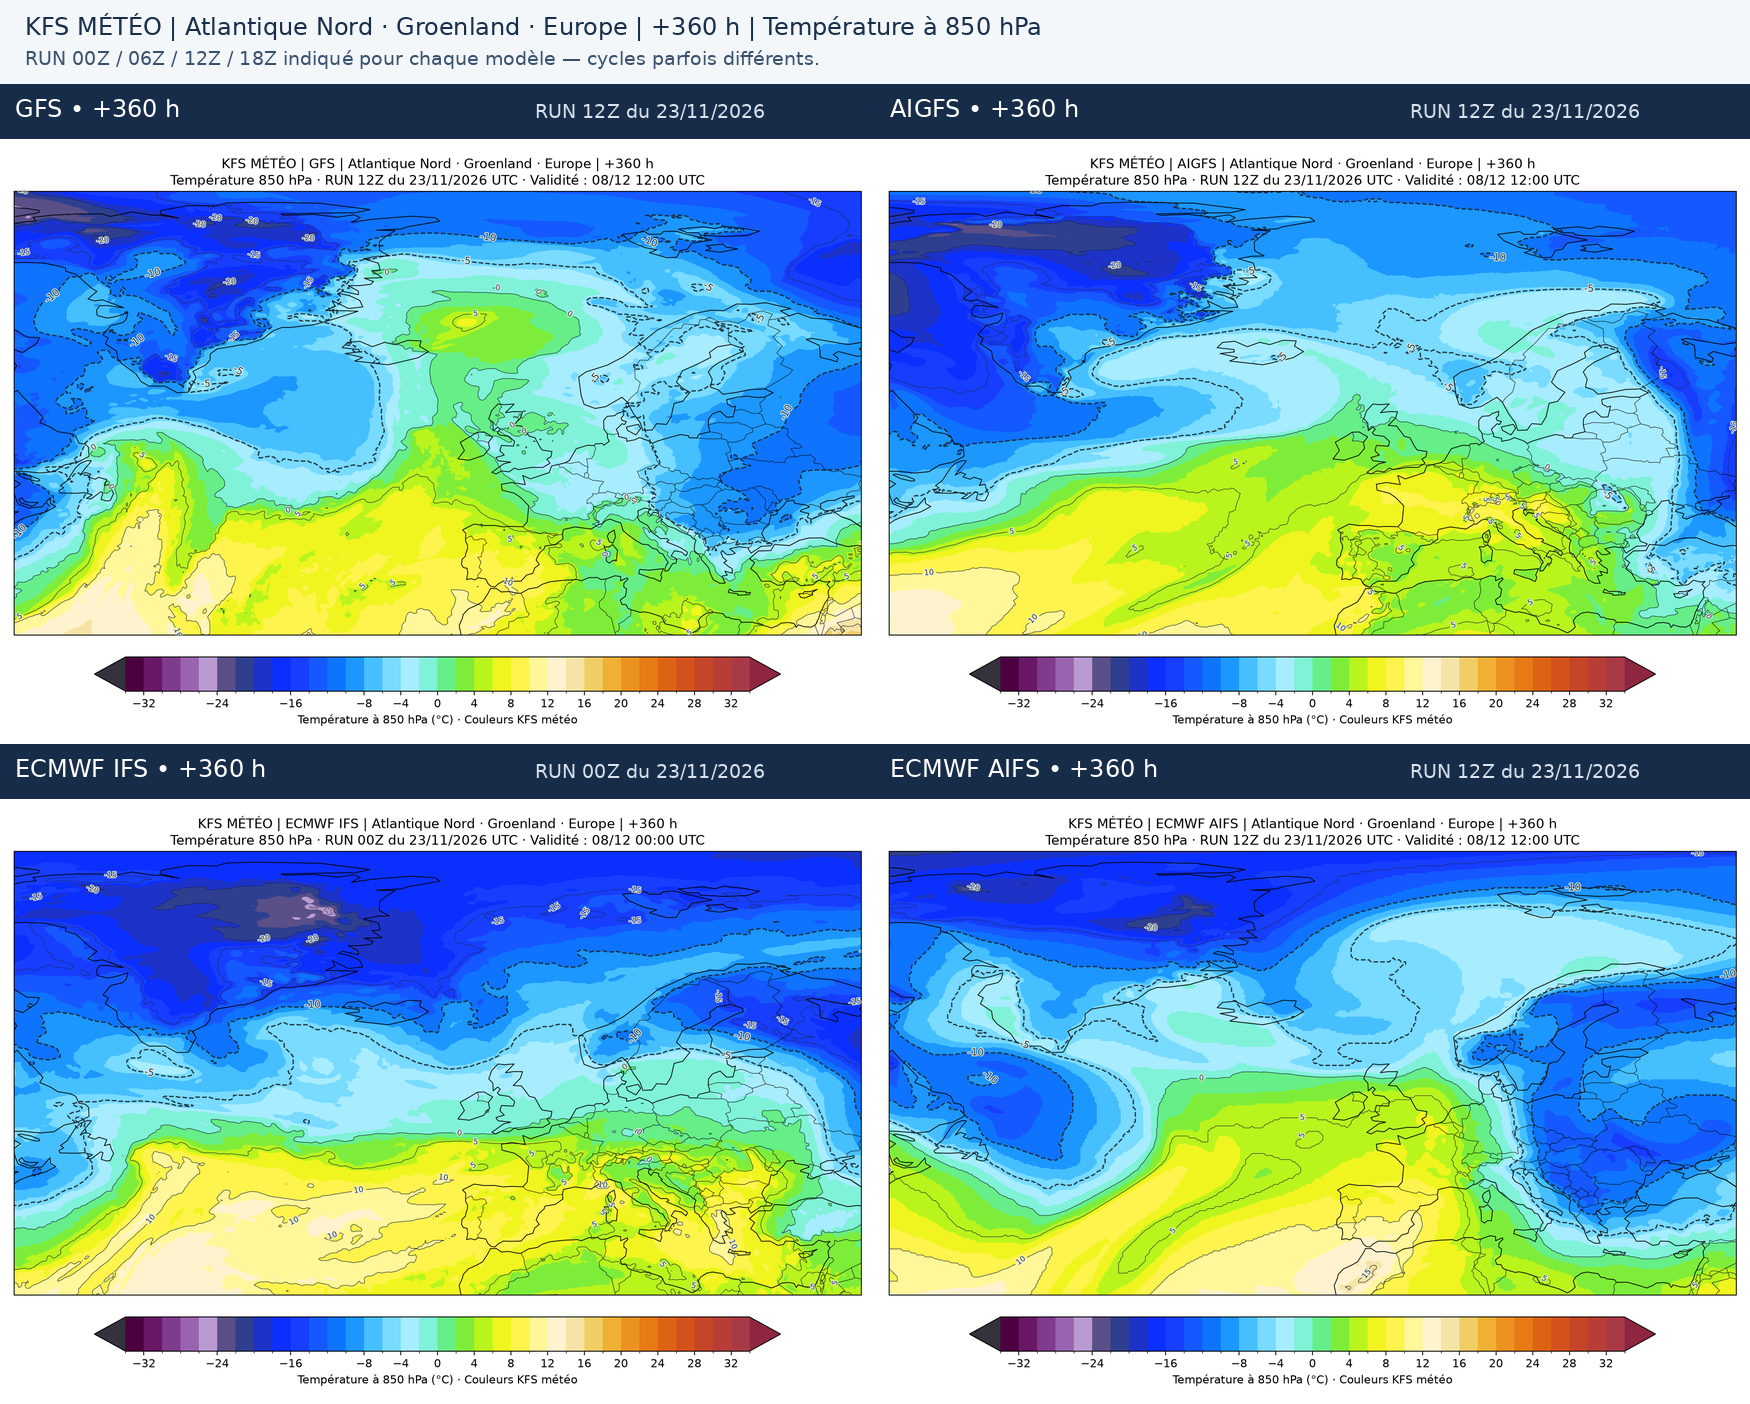 KFS MÉTÉO | Atlantique Nord · Groenland · Europe | +360 h | Température à 850 hPa
RUN 00Z / 06Z / 12Z / 18Z indiqué pour chaque modèle — cycles parfois différents.
GFS • +360 h
RUN 12Z du 23/11/2026
AIGFS • +360 h
RUN 12Z du 23/11/2026
KFS MÉTÉO | GFS | Atlantique Nord · Groenland · Europe | +360 h
Température 850 hPa · RUN 12Z du 23/11/2026 UTC · Validité : 08/12 12:00 UTC
KFS MÉTÉO | AIGFS | Atlantique Nord · Groenland · Europe | +360 h
Température 850 hPa · RUN 12Z du 23/11/2026 UTC · Validité : 08/12 12:00 UTC
−32 −24 −16 −8 −4 0 4 8 12 16 20 24 28 32
Température à 850 hPa (°C) · Couleurs KFS météo
−32 −24 −16 −8 −4 0 4 8 12 16 20 24 28 32
Température à 850 hPa (°C) · Couleurs KFS météo
ECMWF IFS • +360 h
RUN 00Z du 23/11/2026
ECMWF AIFS • +360 h
RUN 12Z du 23/11/2026
KFS MÉTÉO | ECMWF IFS | Atlantique Nord · Groenland · Europe | +360 h
Température 850 hPa · RUN 00Z du 23/11/2026 UTC · Validité : 08/12 00:00 UTC
KFS MÉTÉO | ECMWF AIFS | Atlantique Nord · Groenland · Europe | +360 h
Température 850 hPa · RUN 12Z du 23/11/2026 UTC · Validité : 08/12 12:00 UTC
−32 −24 −16 −8 −4 0 4 8 12 16 20 24 28 32
Température à 850 hPa (°C) · Couleurs KFS météo
−32 −24 −16 −8 −4 0 4 8 12 16 20 24 28 32
Température à 850 hPa (°C) · Couleurs KFS météo